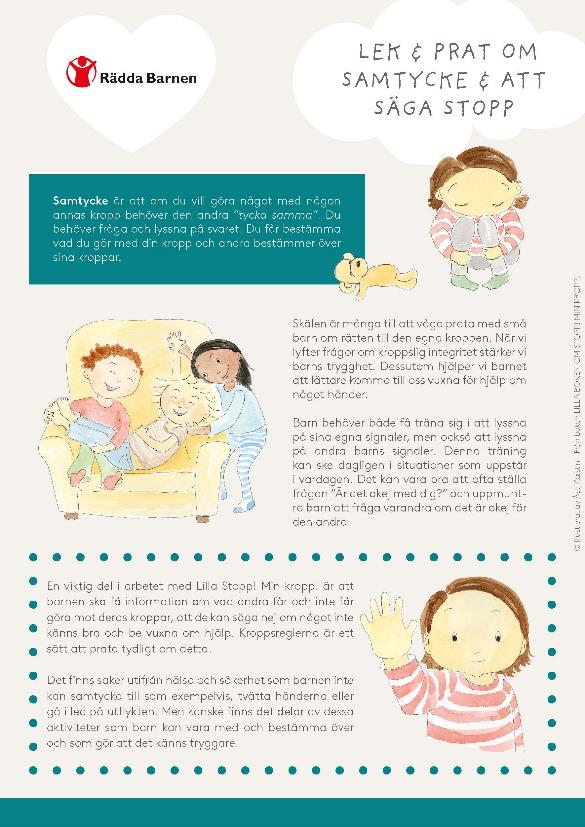 Rädda Barnen
LEK & PRAT OM
SAMTYCKE & ATT
SÄGA STOPP
Samtycke är att om du vill göra något med någon
annas kropp behöver den andra "tycka samma". Du
behöver fråga och lyssna på svaret. Du får bestämma
vad du gör med din kropp och andra bestämmer över
sina kroppar.
Skälen är många till att våga prata med små
barn om rätten till den egna kroppen. När vi
lyfter frågor om kroppslig integritet stärker vi
barns trygghet. Dessutom hjälper vi barnet
att lättare komma till oss vuxna för hjälp om
något händer.
Barn behöver både få träna sig i att lyssna
på sina egna signaler, men också att lyssna
på andra barns signaler. Denna träning
kan ske dagligen i situationer som uppstår
i vardagen. Det kan vara bra att ofta ställa
frågan "Är det okej med dig?" och uppmunt-
ra barn att fråga varandra om det är okej för
den andra.
En viktig del i arbetet med Lilla Stopp! Min kropp! är att
barnen ska få information om vad andra får och inte får
göra mot deras kroppar, att de kan säga nej om något inte
känns bra och be vuxna om hjälp. Kroppsreglerna är ett
sätt att prata tydligt om detta.
Det finns saker utifrån hälsa och säkerhet som barnen inte
kan samtycka till som exempelvis, tvätta händerna eller
gå i led på utflykten. Men kanske finns det delar av dessa
aktiviteter som barn kan vara med och bestämma över
och som gör att det känns tryggare.